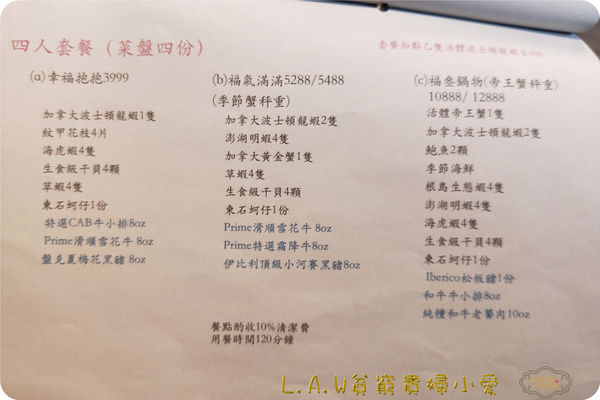 四人套餐（菜盤四份）
套餐加點乙隻活體波士頓龍蝦
(a)幸福抱抱3999
加拿大波士頓龍蝦1隻
紋甲花枝4片
海虎蝦4隻
生食級干貝4顆
草蝦4隻
東石蚵仔1份
特選CAB牛小排8oz
Prime滑順雪花牛 8oz
盤克夏梅花黑豬 8oz
(b)福氣滿滿5288/5488
(季節蟹秤重)
加拿大波士頓龍蝦2隻
澎湖明蝦4隻
加拿大黃金蟹1隻
草蝦4隻
生食級干貝4顆
東石蚵仔1份
Prime滑順雪花牛 8oz
Prime特選霜降牛8oz
伊比利頂級小河賽黑豬8oz
(c)福叁鍋物(帝王蟹秤重)
10888/ 12888
活體帝王蟹1隻
加拿大波士頓龍蝦2隻
鮑魚2顆
季節海鮮
根島生態蝦4隻
澎湖明蝦4隻
海虎蝦4隻
生食級干貝4顆
東石蚵仔1份
Iberico松板豬1份
和牛牛小排8oz
純種和牛老饕肉10oz
餐點酌收10%清潔費
用餐時間120分鐘
L.A.W貧窮貴婦小愛